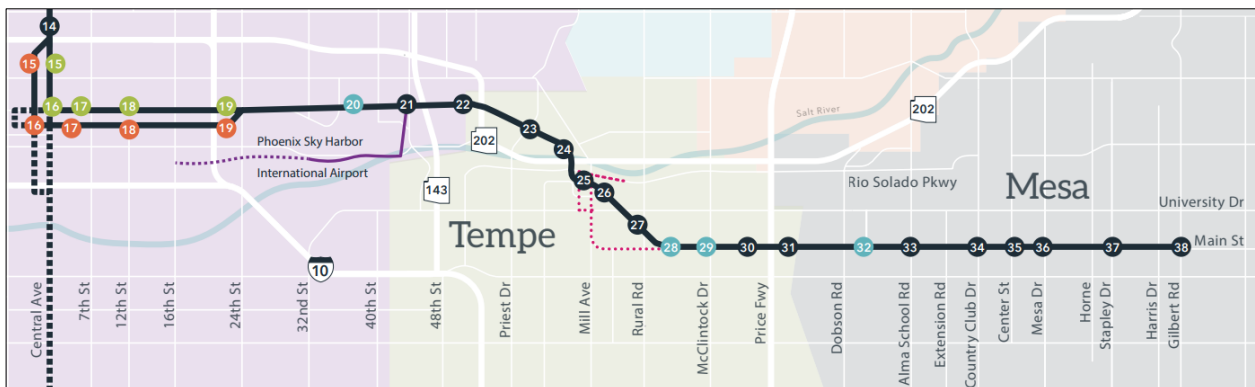 14
15
15
16
17
18
19
20
21
22
16
17
18
19
23
24
25
26
27
28
29
30
31
32
33
34
35
36
37
38
Phoenix Sky Harbor
International Airport
202
143
10
202
Salt River
Rio Solado Pkwy
Tempe
Mesa
University Dr
Main St
Central Ave
7th St
12th St
16th St
24th St
32nd St
40th St
48th St
Priest Dr
Mill Ave
Rural Rd
McClintock Dr
Price Fwy
Dobson Rd
Alma School Rd
Extension Rd
Country Club Dr
Center St
Mesa Dr
Horne
Stapley Dr
Harris Dr
Gilbert Rd